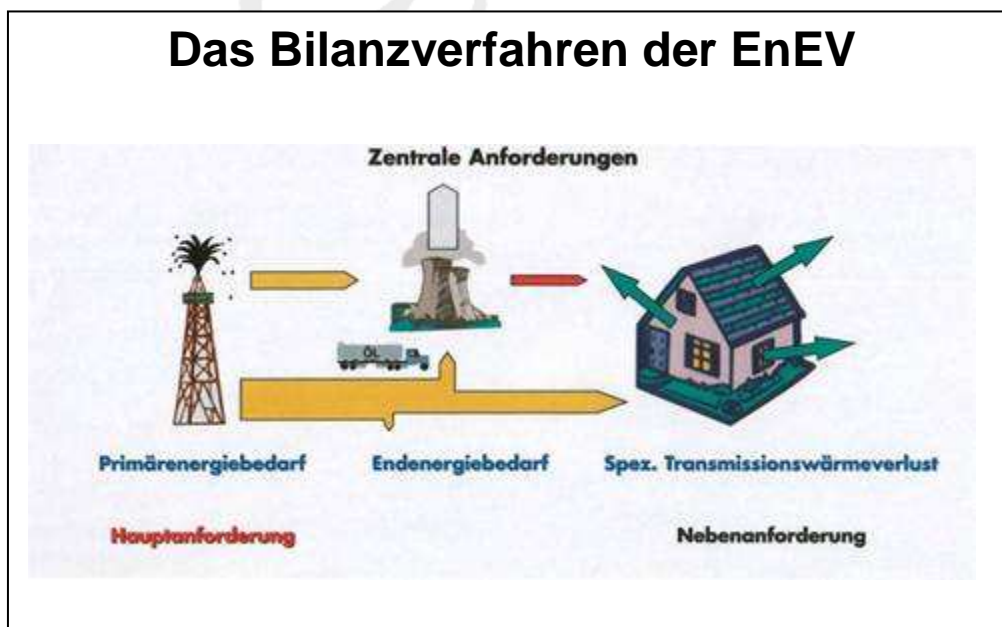 Das Bilanzverfahren der EnEV
Zentrale Anforderungen
ÖL
Primärenergiebedarf Endenergiebedarf Spez. Transmissionswärmeverlust
Hauptanforderung Nebenanforderung